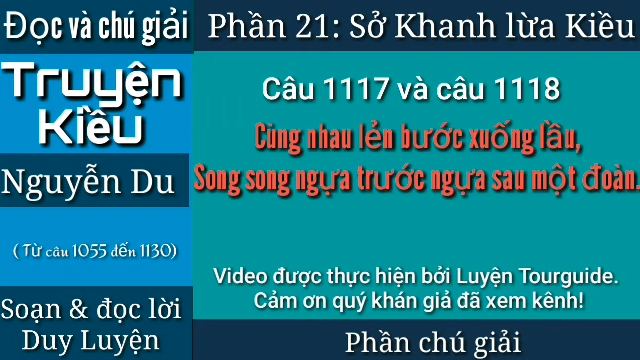 Đọc và chú giải
Truyện
Kiều
Nguyễn Du
( Từ câu 1055 đến 1130)
Soạn & đọc lời
Duy Luyện
Phần 21: Sở Khanh lừa Kiều
Câu 1117 và câu 1118
Cùng nhau lẻn bước xuống lầu,
Song song ngựa trước ngựa sau một đoàn.
Video được thực hiện bởi Luyện Tourguide.
Cảm ơn quý khán giả đã xem kênh!
Phần chú giải